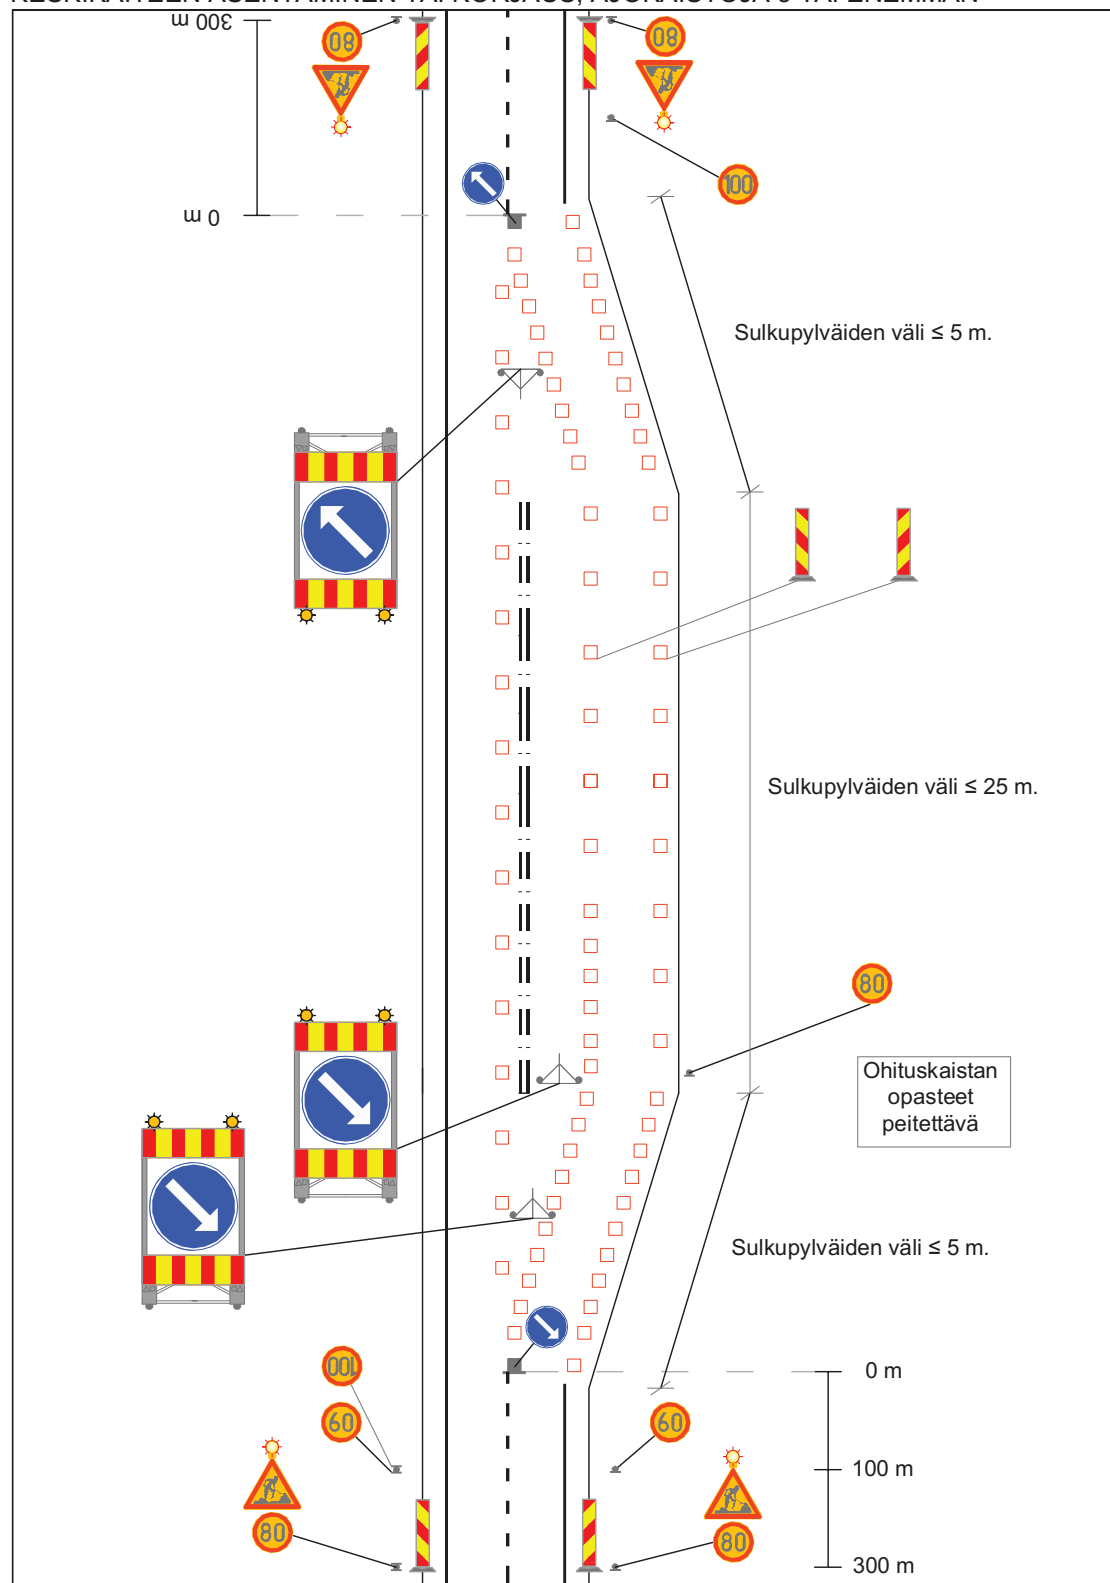 300 m
80
80
100
0 m
Sulkupylväiden väli ≤ 5 m.
Sulkupylväiden väli ≤ 25 m.
80
Ohituskaistan
opasteet
peitettävä
Sulkupylväiden väli ≤ 5 m.
100
0 m
60
60
100 m
80
80
300 m